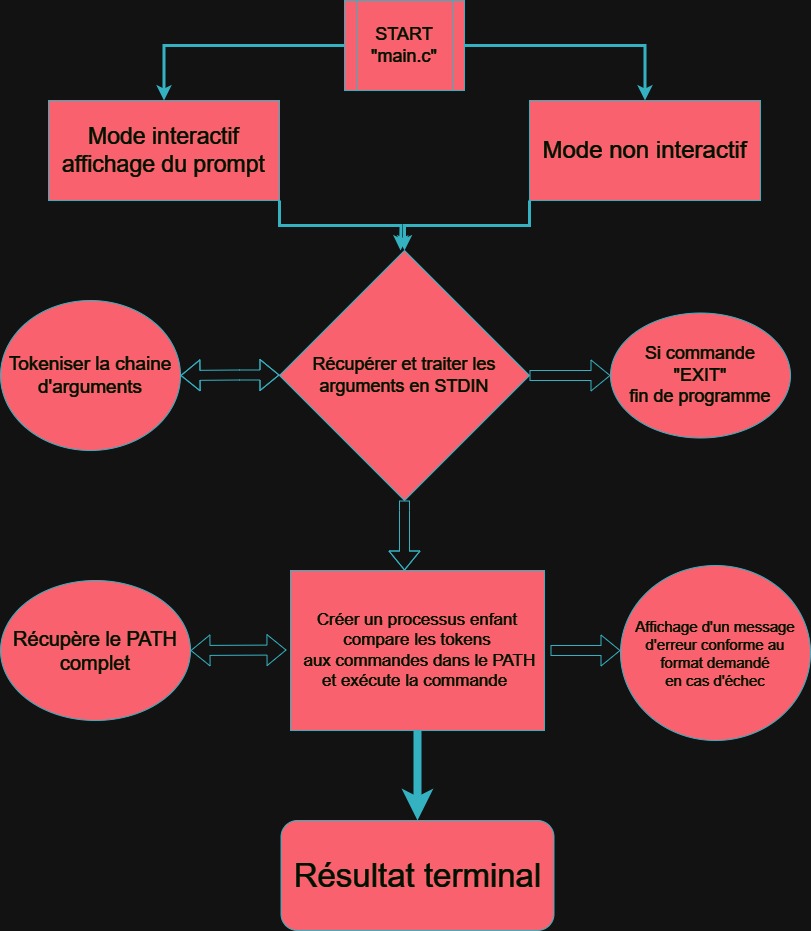 START
"main.c"
Mode interactif
affichage du prompt
Mode non interactif
Tokeniser la chaine
d'arguments
Récupérer et traiter les
arguments en STDIN
Si commande
"EXIT"
fin de programme
Récupère le PATH
complet
Créer un processus enfant
compare les tokens
aux commandes dans le PATH
et exécute la commande
Affichage d'un message
d'erreur conforme au
format demandé
en cas d'échec
Résultat terminal